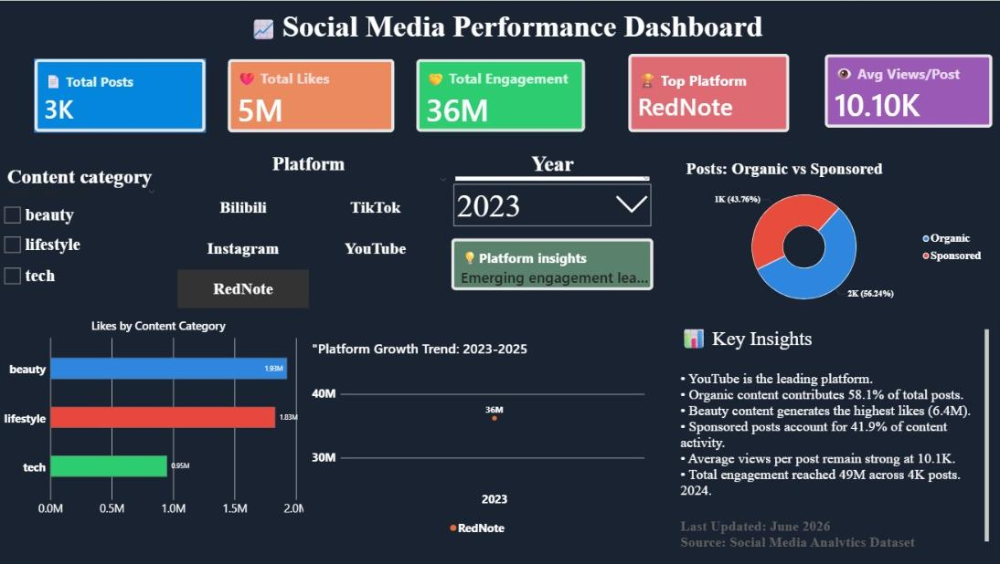 Social Media Performance Dashboard
Total Posts
3K
Total Likes
5M
Total Engagement
36M
Top Platform
RedNote
Avg Views/Post
10.10K
Content category
beauty
lifestyle
tech
Platform
Bilibili
TikTok
Instagram
YouTube
RedNote
Year
2023
Platform insights
Emerging engagement lea...
Posts: Organic vs Sponsored
1K (43.76%)
2K (56.24%)
Organic
Sponsored
Likes by Content Category
beauty
1.93M
lifestyle
1.83M
tech
0.95M
0.0M 0.5M 1.0M 1.5M 2.0M
"Platform Growth Trend: 2023-2025
40M
36M
30M
2023
RedNote
Key Insights
• YouTube is the leading platform.
• Organic content contributes 58.1% of total posts.
• Beauty content generates the highest likes (6.4M).
• Sponsored posts account for 41.9% of content
activity.
• Average views per post remain strong at 10.1K.
• Total engagement reached 49M across 4K posts.
2024.
Last Updated: June 2026
Source: Social Media Analytics Dataset